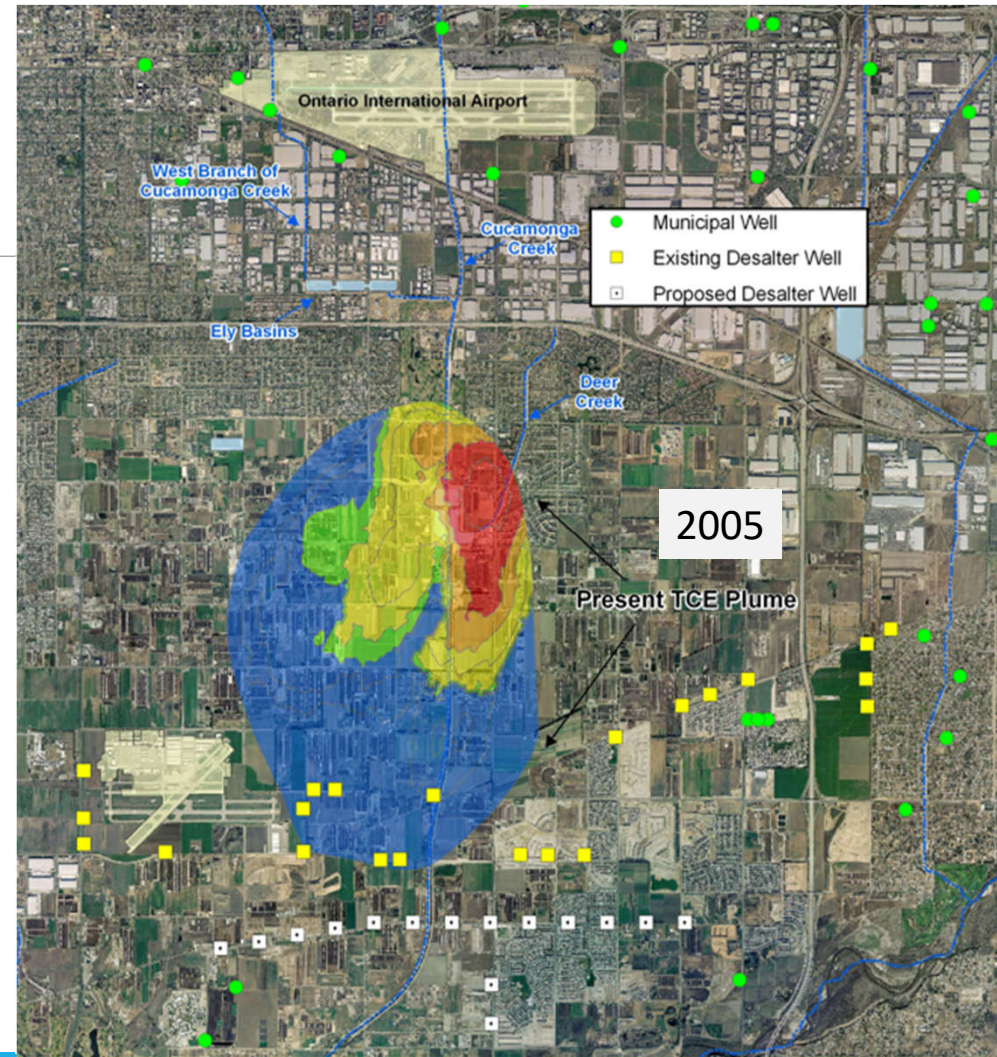 Ontario International Airport
West Branch of
Cucamonga Creek
Cucamonga
Creek
Municipal Well
Existing Desalter Well
Proposed Desalter Well
Ely Basins
Deer
Creek
2005
Present TCE Plume